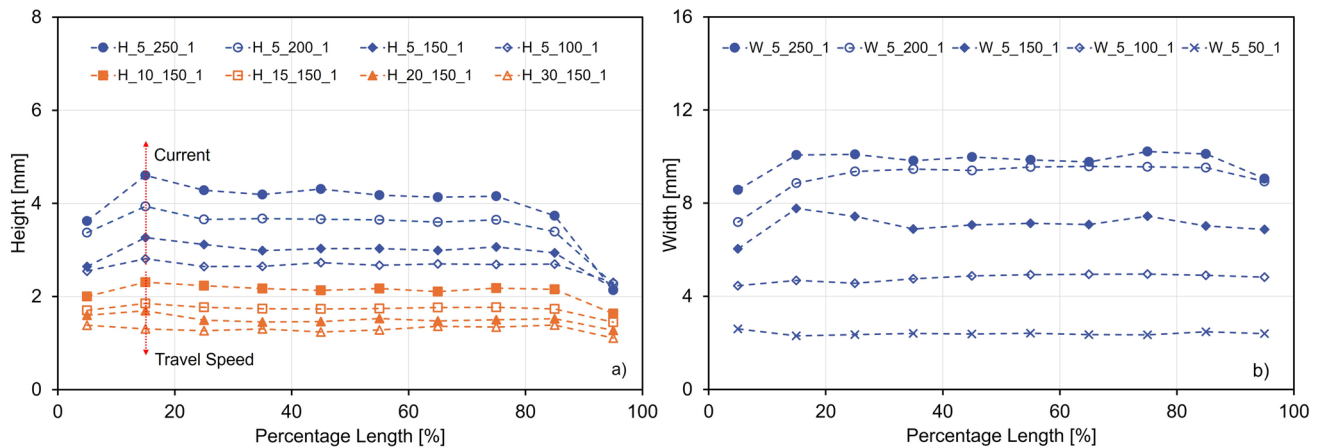 8
6
4
2
0
Height [mm]
H_5_250_1
H_5_200_1
H_5_150_1
H_5_100_1
H_10_150_1
H_15_150_1
H_20_150_1
H_30_150_1
Current
Travel Speed
a)
0
20
40
60
80
100
Percentage Length [%]
16
12
8
4
0
Width [mm]
W_5_250_1
W_5_200_1
W_5_150_1
W_5_100_1
W_5_50_1
b)
0
20
40
60
80
100
Percentage Length [%]